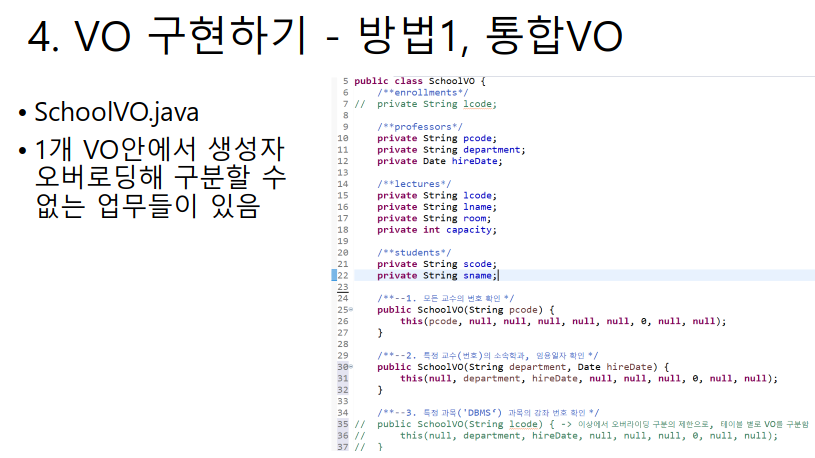 4. VO 구현하기 - 방법1, 통합VO
• SchoolVO.java
• 1개 VO안에서 생성자
오버로딩해 구분할 수
없는 업무들이 있음
5 public class SchoolVO {
6 /**enrollments*/
7 // private String lcode;
8
9 /**professors*/
10 private String pcode;
11 private String department;
12 private Date hireDate;
13
14 /**lectures*/
15 private String lcode;
16 private String lname;
17 private String room;
18 private int capacity;
19
20 /**students*/
21 private String scode;
22 private String sname;
23
24 /**--1. 모든 교수의 번호 확인 */
25 public SchoolVO(String pcode) {
26 this(pcode, null, null, null, null, null, 0, null, null);
27 }
28
29 /**--2. 특정 교수(번호)의 소속학과, 임용일자 확인 */
30 public SchoolVO(String department, Date hireDate) {
31 this(null, department, hireDate, null, null, null, 0, null, null);
32 }
33
34 /**--3. 특정 과목('DBMS‘) 과목의 강좌 번호 확인 */
35 // public SchoolVO(String lcode) { -> 이상에서 오버라이딩 구분의 제한으로, 테이블 별로 VO를 구분함
36 // this(null, department, hireDate, null, null, null, 0, null, null);
37 // }